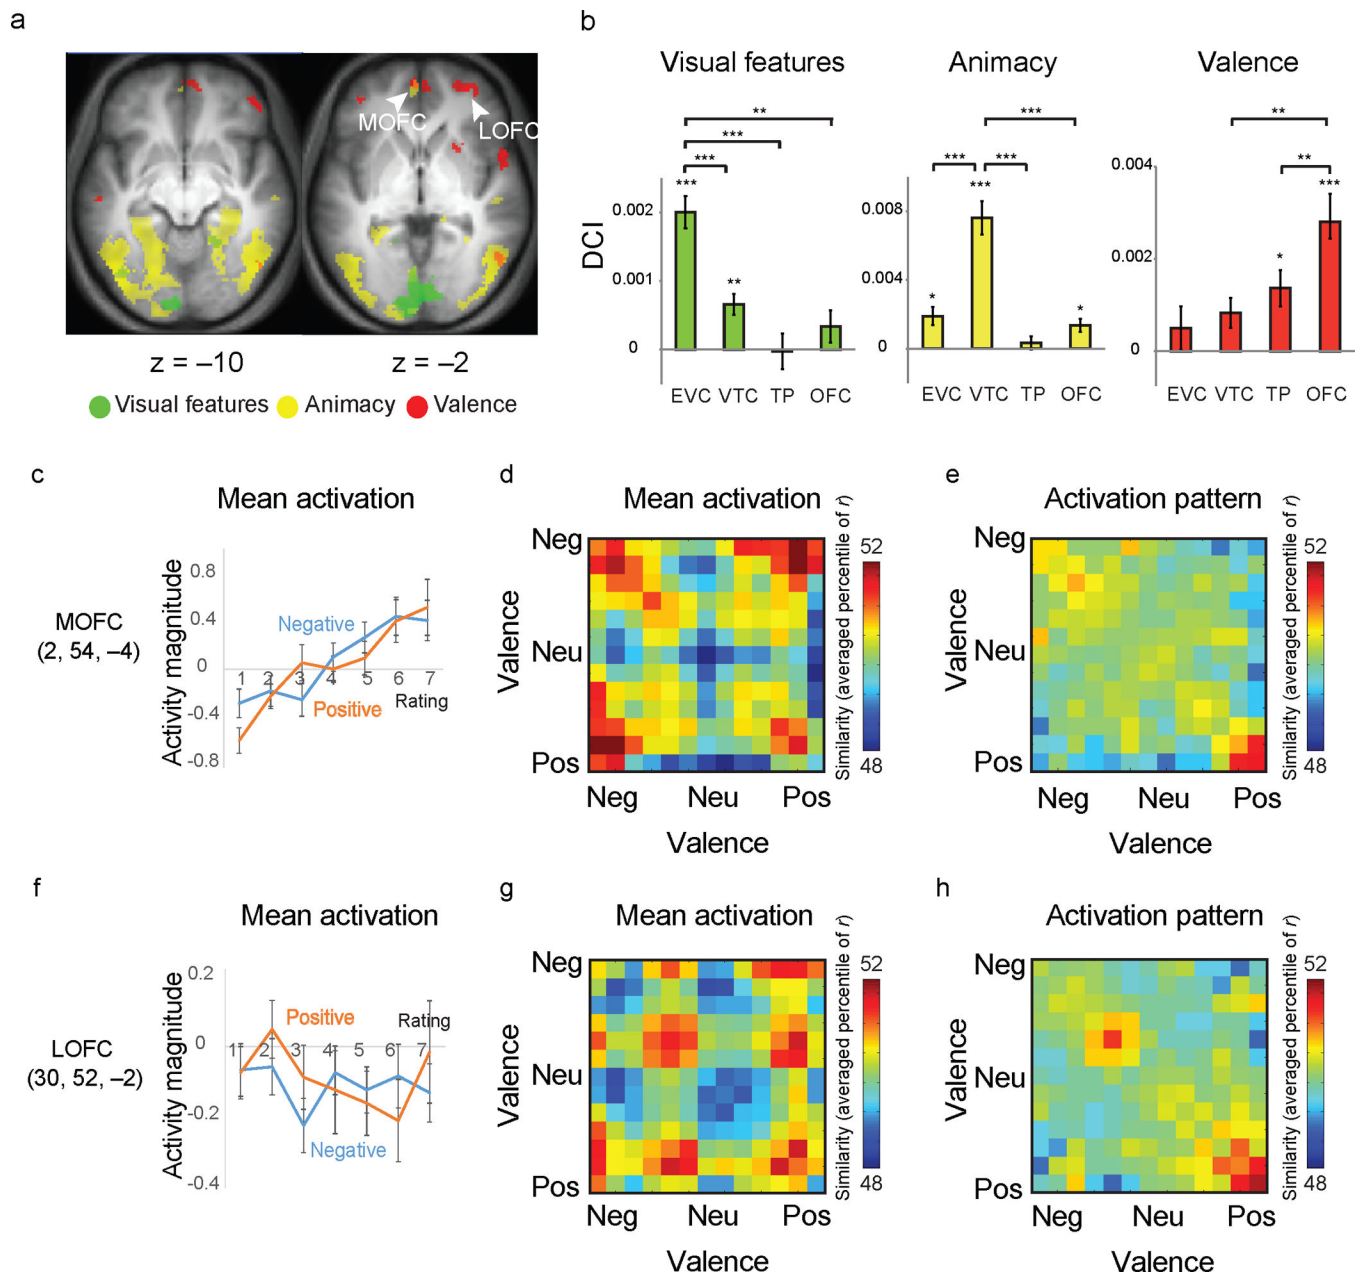 a
MOFC
LOFC
z = –10
z = –2
Visual features
Animacy
Valence
b
Visual features
Animacy
Valence
**
***
***
***
**
***
***
***
***
*
*
**
**
***
*
DCI
0.002
0.001
0
0.008
0.004
0
0.004
0.002
0
EVC VTC TP OFC
EVC VTC TP OFC
EVC VTC TP OFC
c
Mean activation
MOFC
(2, 54, –4)
Activity magnitude
0.8
0.4
0
-0.4
-0.8
1 2 3 4 5 6 7
Negative
Positive
Rating
d
Mean activation
Neg
Neu
Pos
Valence
Neg Neu Pos
Valence
Similarity (averaged percentile of r)
52
48
e
Activation pattern
Neg
Neu
Pos
Valence
Neg Neu Pos
Valence
Similarity (averaged percentile of r)
52
48
f
Mean activation
LOFC
(30, 52, –2)
Activity magnitude
0.2
0
-0.2
-0.4
1 2 3 4 5 6 7
Positive
Rating
Negative
g
Mean activation
Neg
Neu
Pos
Valence
Neg Neu Pos
Valence
Similarity (averaged percentile of r)
52
48
h
Activation pattern
Neg
Neu
Pos
Valence
Neg Neu Pos
Valence
Similarity (averaged percentile of r)
52
48